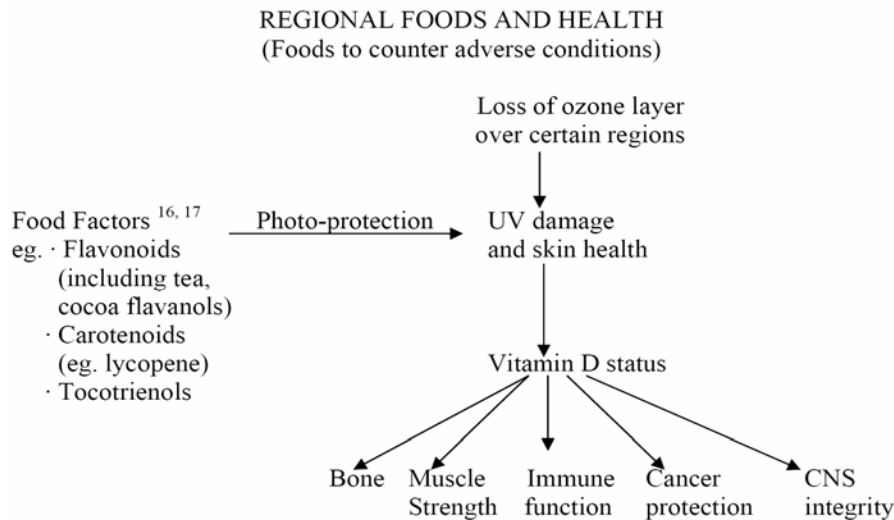 REGIONAL FOODS AND HEALTH
(Foods to counter adverse conditions)
Loss of ozone layer
over certain regions
Food Factors 16, 17
eg. · Flavonoids
(including tea,
cocoa flavanols)
· Carotenoids
(eg. lycopene)
· Tocotrienols
Photo-protection
UV damage
and skin health
Vitamin D status
Bone
Muscle
Strength
Immune
function
Cancer
protection
CNS
integrity